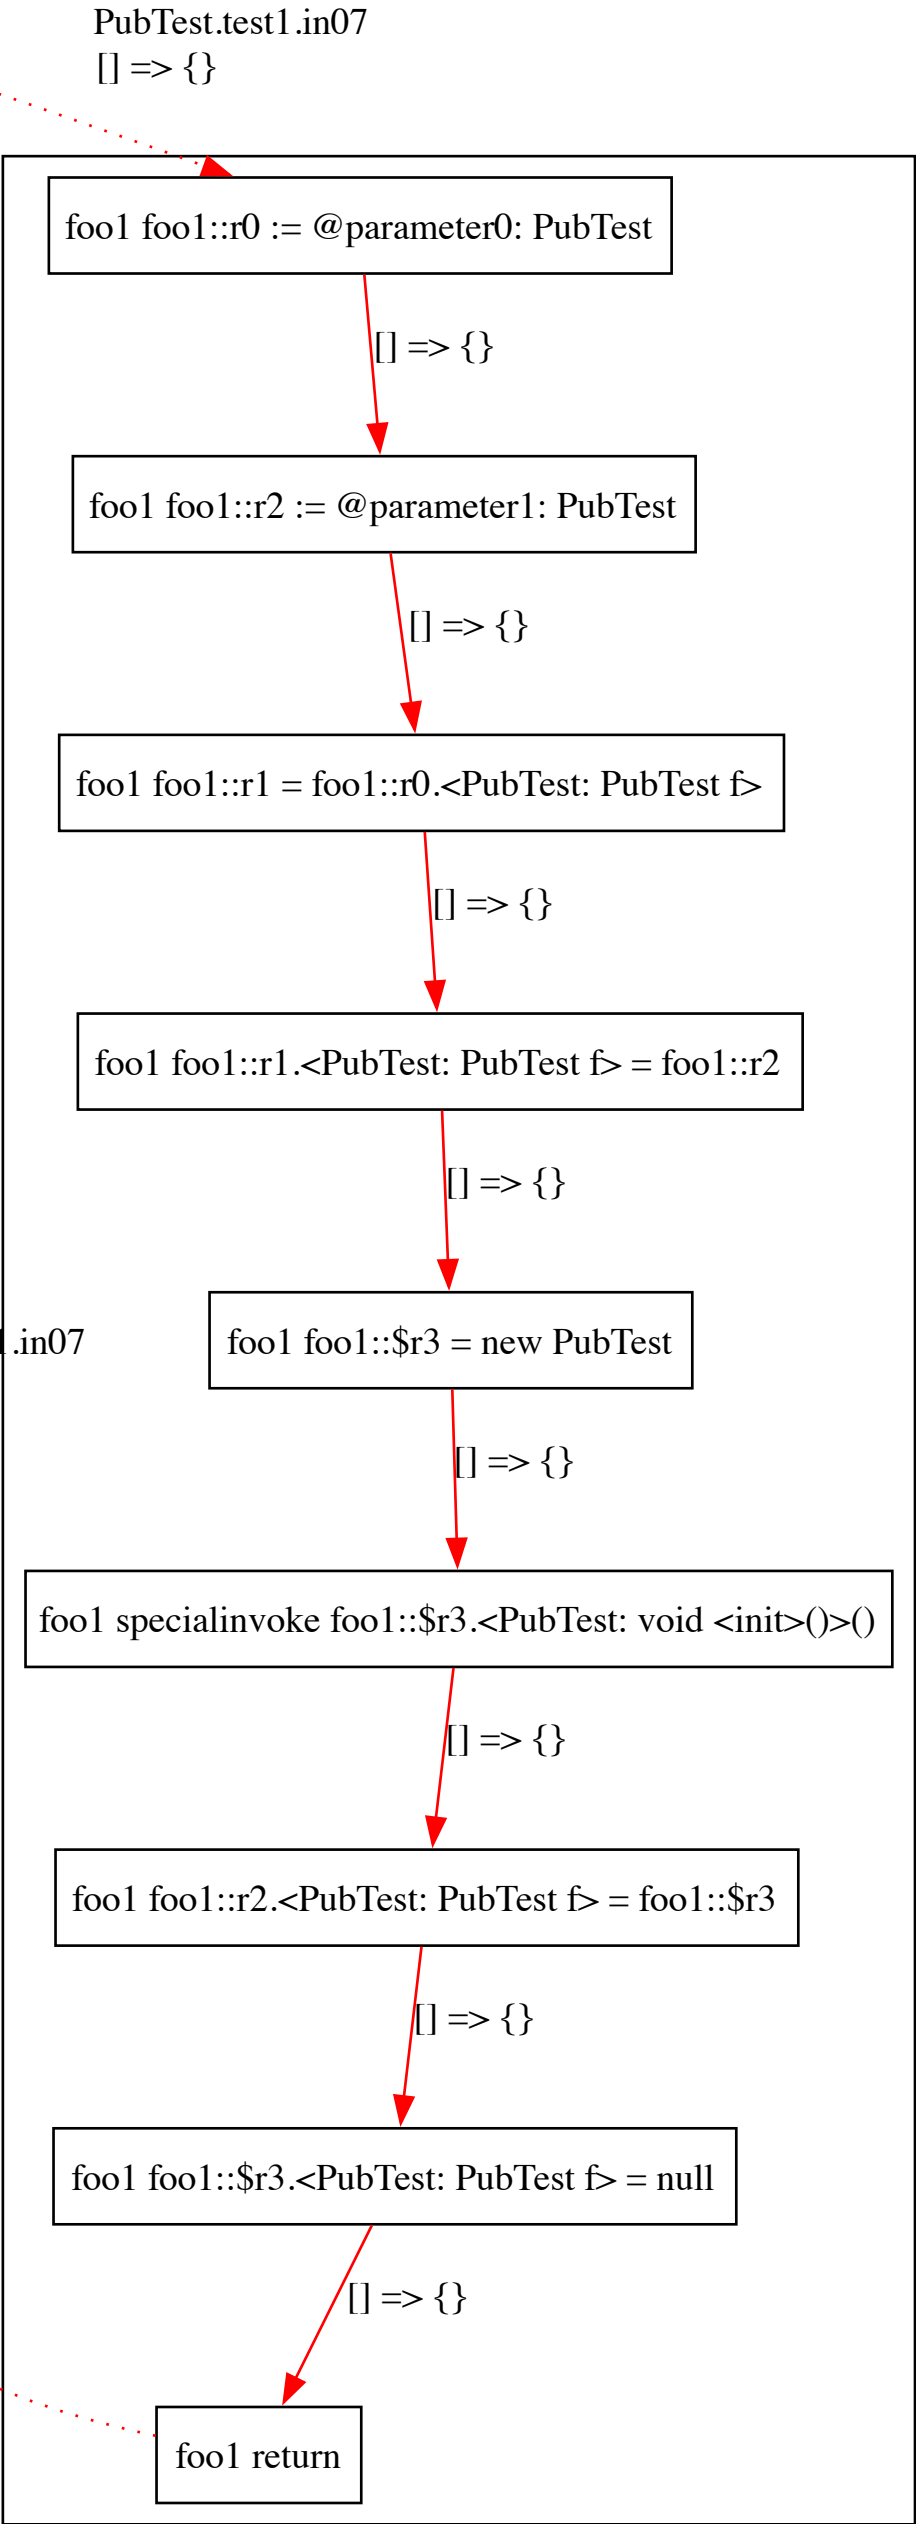 PubTest.test1.in07
[] => {}
foo1 foo1::r0 := @parameter0: PubTest
[] => {}
foo1 foo1::r2 := @parameter1: PubTest
[] => {}
foo1 foo1::r1 = foo1::r0.<PubTest: PubTest f>
[] => {}
foo1 foo1::r1.<PubTest: PubTest f> = foo1::r2
[] => {}
.in07
foo1 foo1::$r3 = new PubTest
[] => {}
foo1 specialinvoke foo1::$r3.<PubTest: void <init>()>()
[] => {}
foo1 foo1::r2.<PubTest: PubTest f> = foo1::$r3
[] => {}
foo1 foo1::$r3.<PubTest: PubTest f> = null
[] => {}
foo1 return